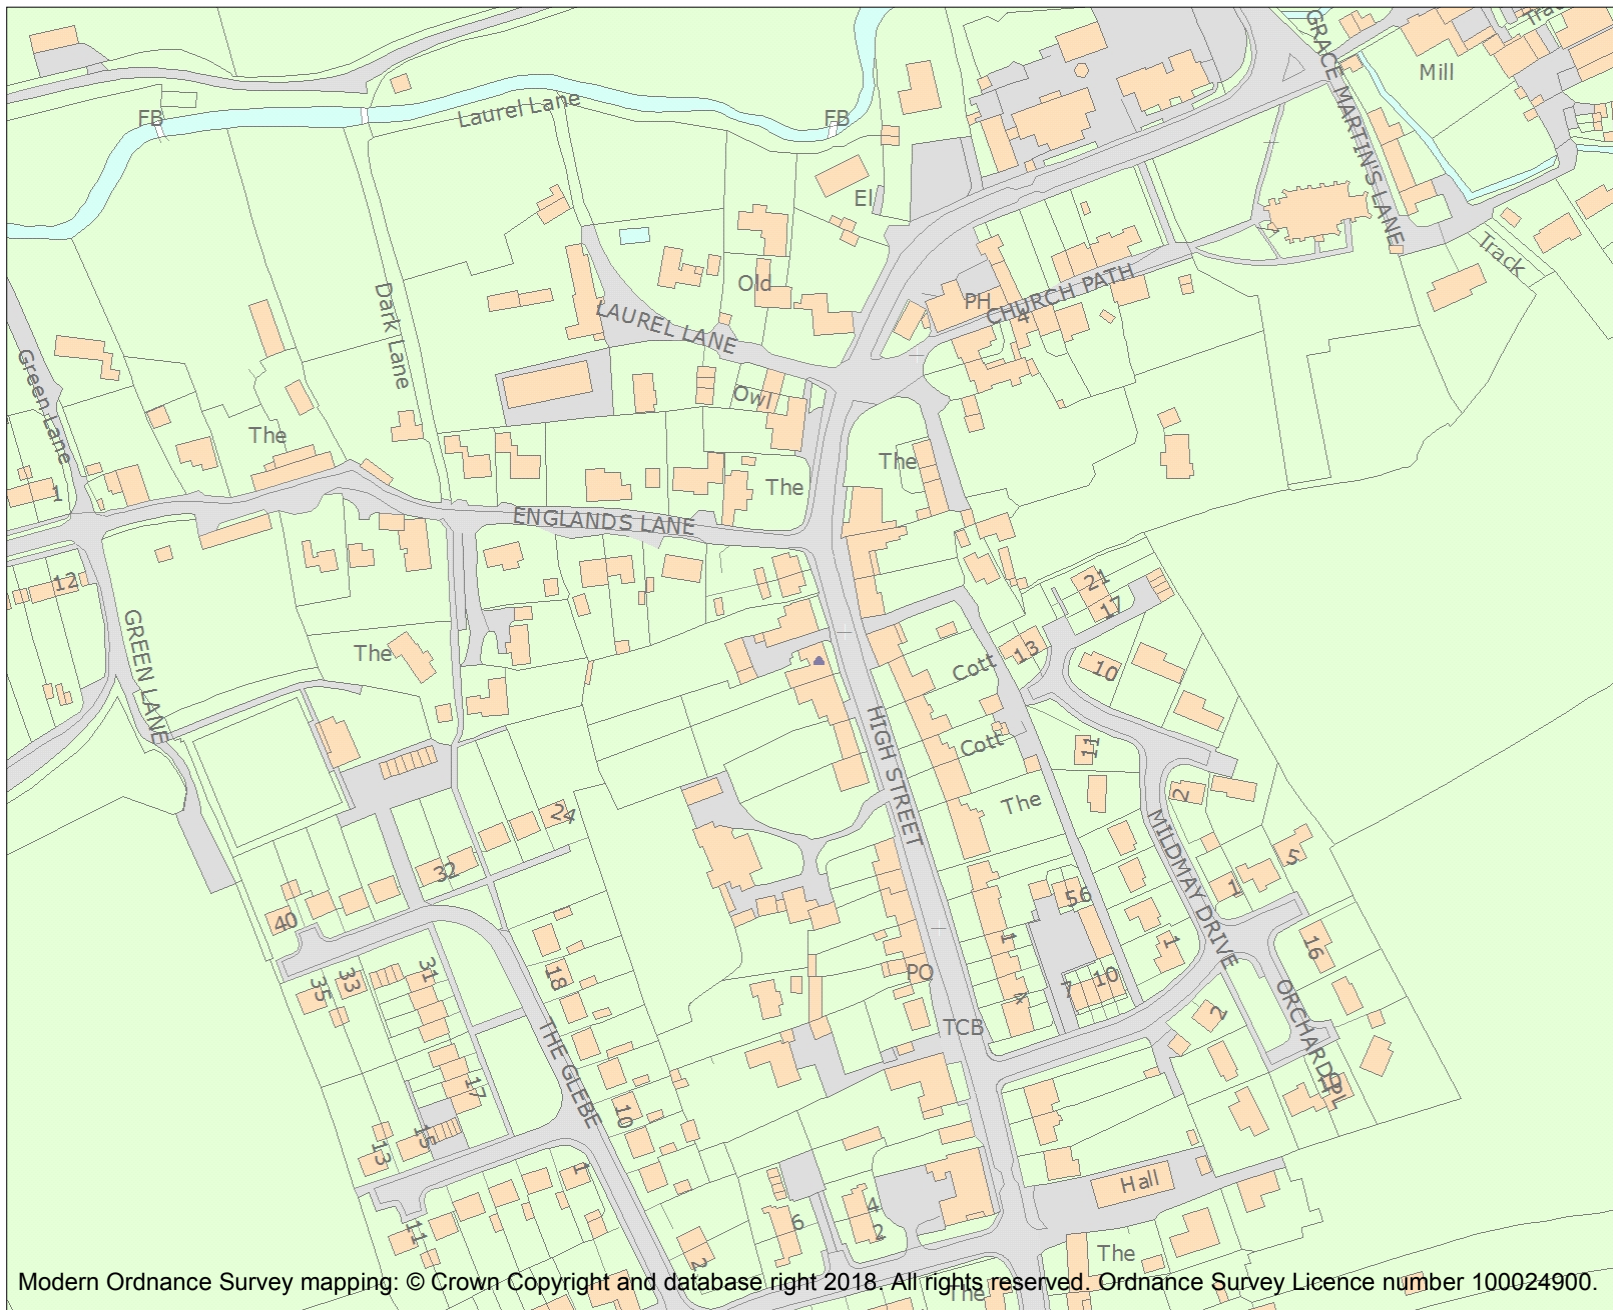 GRACE MARTIN'S LANE
Mill
FB
Laurel Lane
FB
El
Track
Old
Dark Lane
LAUREL LANE
PH
CHURCH PATH
4
Green Lane
Owl
The
The
The
1
ENGLANDS LANE
12
21
17
GREEN LANE
The
13
10
Cott
HIGH STREET
Cott
11
The
2
24
MILDMAY DRIVE
32
5
56
1
40
1
1
16
31
33
35
18
PO
7
10
4
TCB
2
ORCHARD PL
THE GLEBE
17
10
15
13
1
Hall
4
2
6
11
2
The
The
Modern Ordnance Survey mapping: © Crown Copyright and database right 2018. All rights reserved. Ordnance Survey Licence number 100024900.